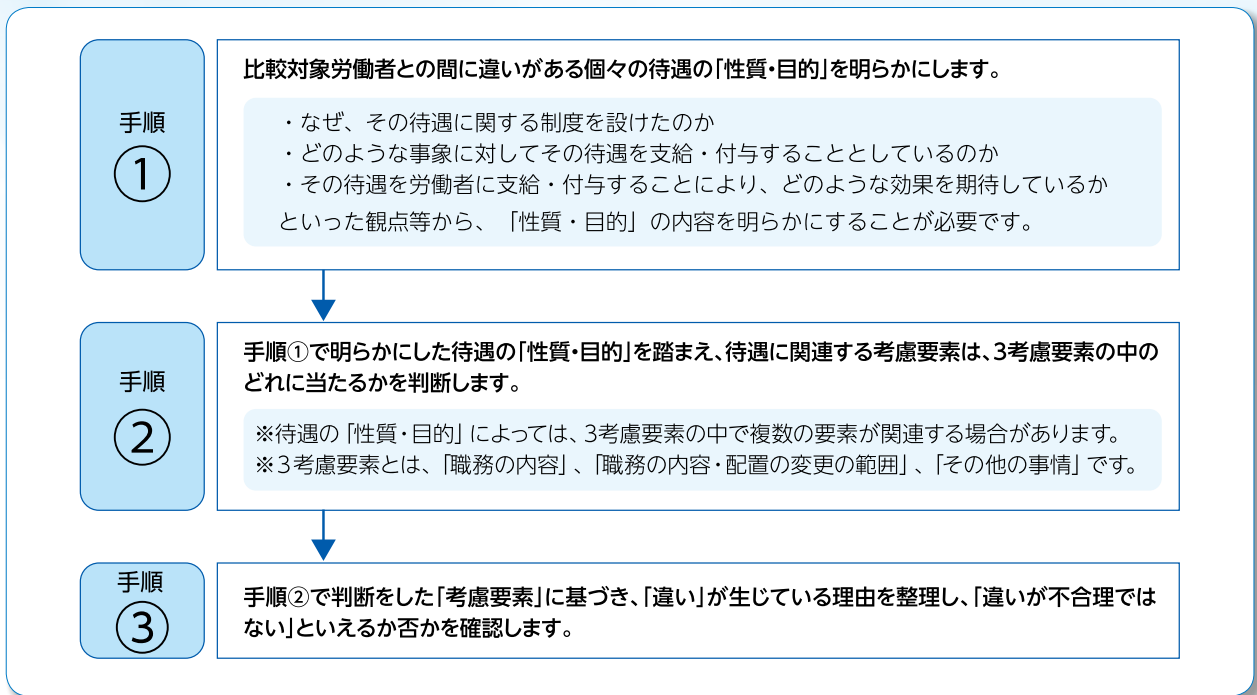 手順
①
比較対象労働者との間に違いがある個々の待遇の「性質・目的」を明らかにします。
・なぜ、その待遇に関する制度を設けたのか
・どのような事象に対してその待遇を支給・付与することとしているのか
・その待遇を労働者に支給・付与することにより、どのような効果を期待しているか
といった観点等から、「性質・目的」の内容を明らかにすることが必要です。
手順
②
手順①で明らかにした待遇の「性質・目的」を踏まえ、待遇に関連する考慮要素は、3考慮要素の中の
どれに当たるかを判断します。
※待遇の「性質・目的」によっては、3考慮要素の中で複数の要素が関連する場合があります。
※3考慮要素とは、「職務の内容」、「職務の内容・配置の変更の範囲」、「その他の事情」です。
手順
③
手順②で判断をした「考慮要素」に基づき、「違い」が生じている理由を整理し、「違いが不合理では
ない」といえるか否かを確認します。